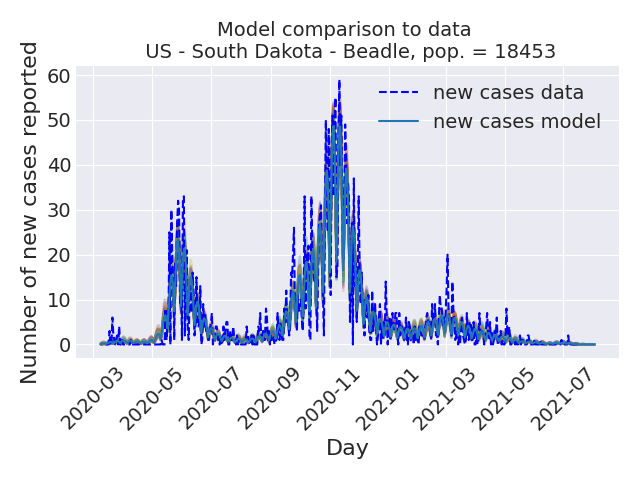 Model comparison to data
US - South Dakota - Beadle, pop. = 18453
Number of new cases reported
60
50
40
30
20
10
0
new cases data
new cases model
2020-03
2020-05
2020-07
2020-09
2020-11
2021-01
2021-03
2021-05
2021-07
Day